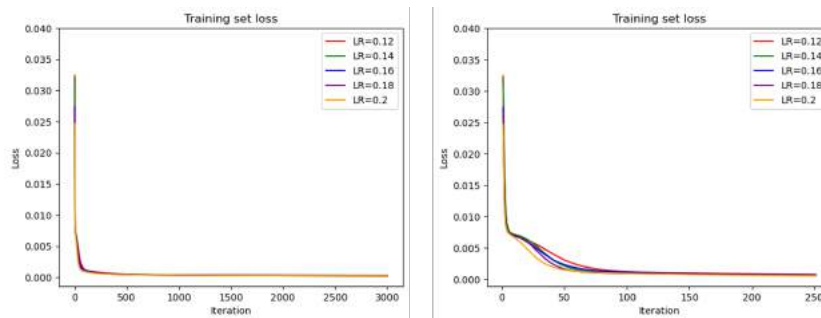 Training set loss
0.040
0.035
0.030
0.025
0.020
0.015
0.010
0.005
0.000
Loss
LR=0.12
LR=0.14
LR=0.16
LR=0.18
LR=0.2
0 500 1000 1500 2000 2500 3000
Iteration
Training set loss
0.040
0.035
0.030
0.025
0.020
0.015
0.010
0.005
0.000
Loss
LR=0.12
LR=0.14
LR=0.16
LR=0.18
LR=0.2
0 50 100 150 200 250
Iteration